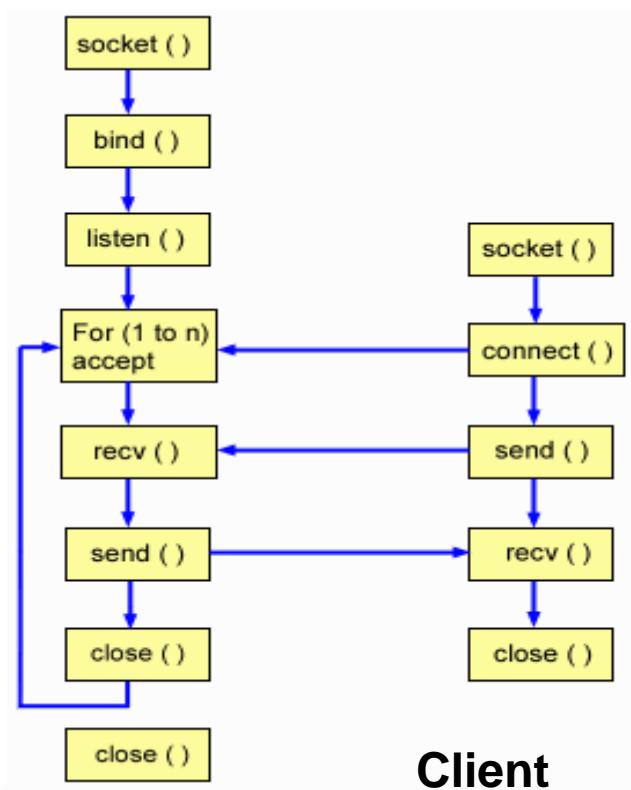 socket ( )
bind ( )
listen ( )
For (1 to n)
accept
recv ( )
send ( )
close ( )
close ( )
socket ( )
connect ( )
send ( )
recv ( )
close ( )
Client